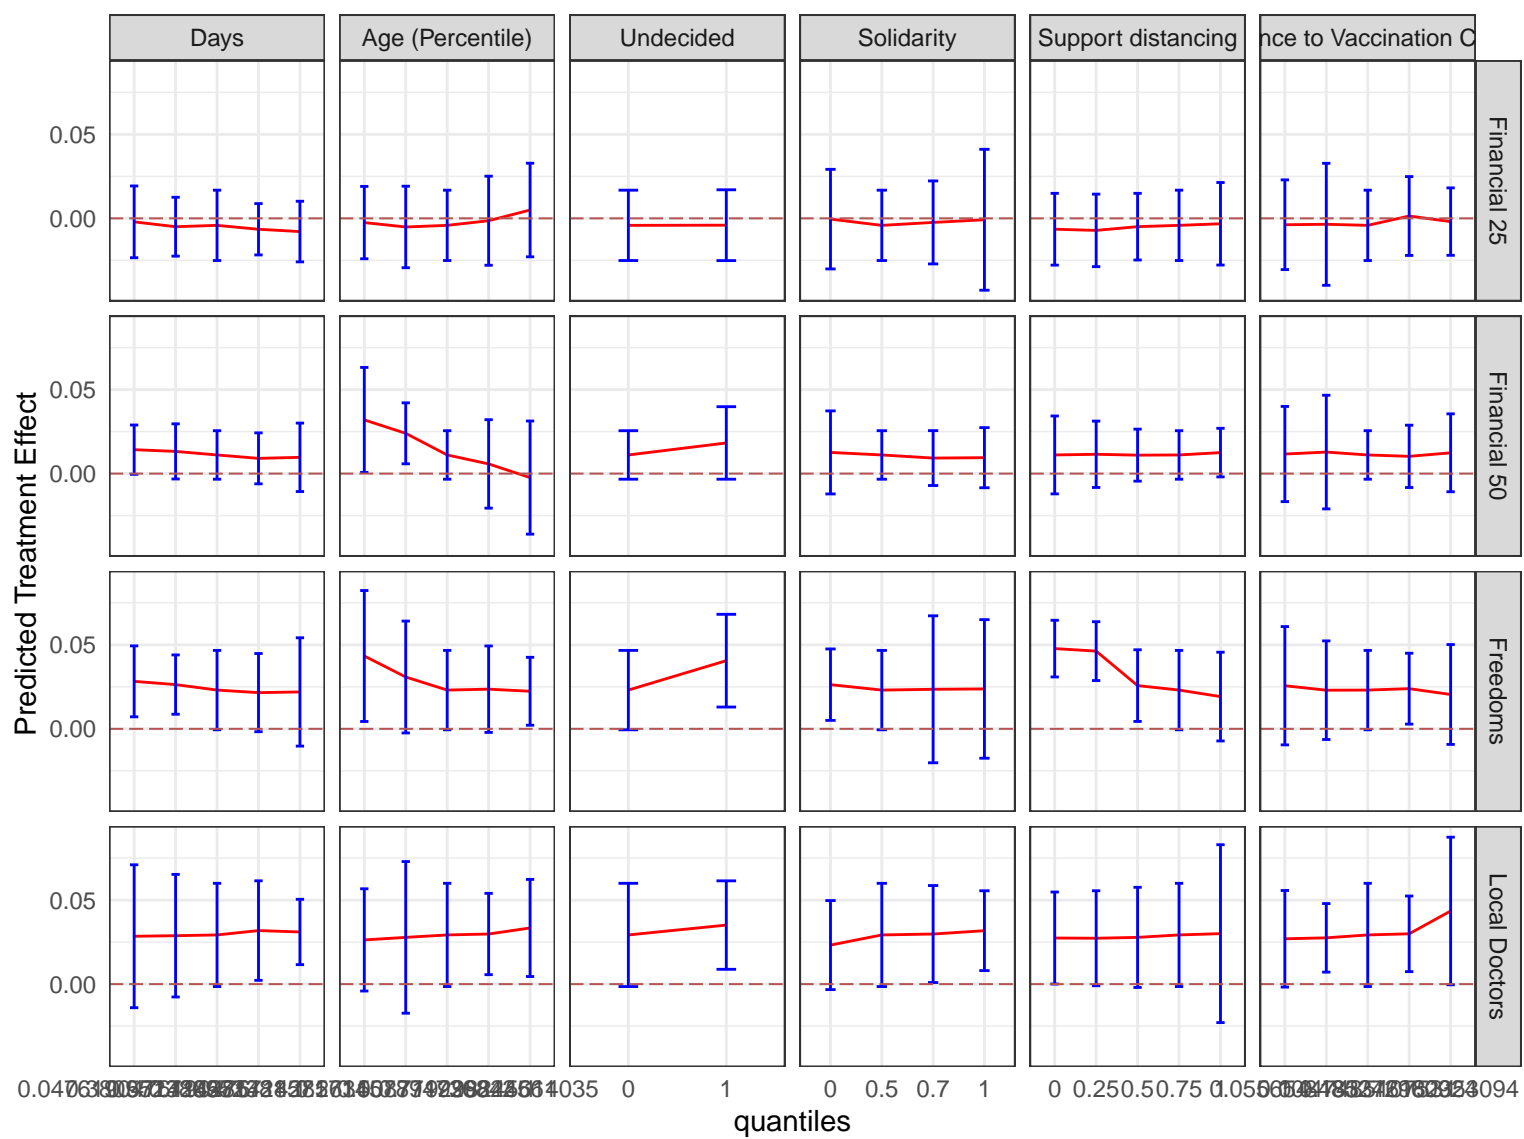 Days
Age (Percentile)
Undecided
Solidarity
Support distancing
nce to Vaccination C
0.05
0.00
Financial 25
0.05
0.00
Financial 50
0.05
0.00
Freedoms
0.05
0.00
Local Doctors
Predicted Treatment Effect
0 1
0 0.5 0.7 1
0 0.25 0.5 0.75
quantiles